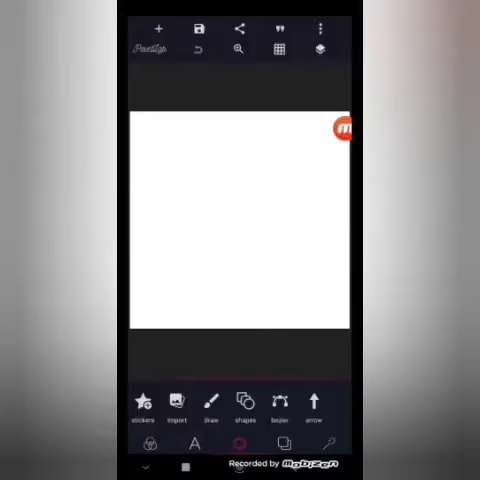 PixelLab
stickers import draw shapes bezier arrow
Recorded by mobizen